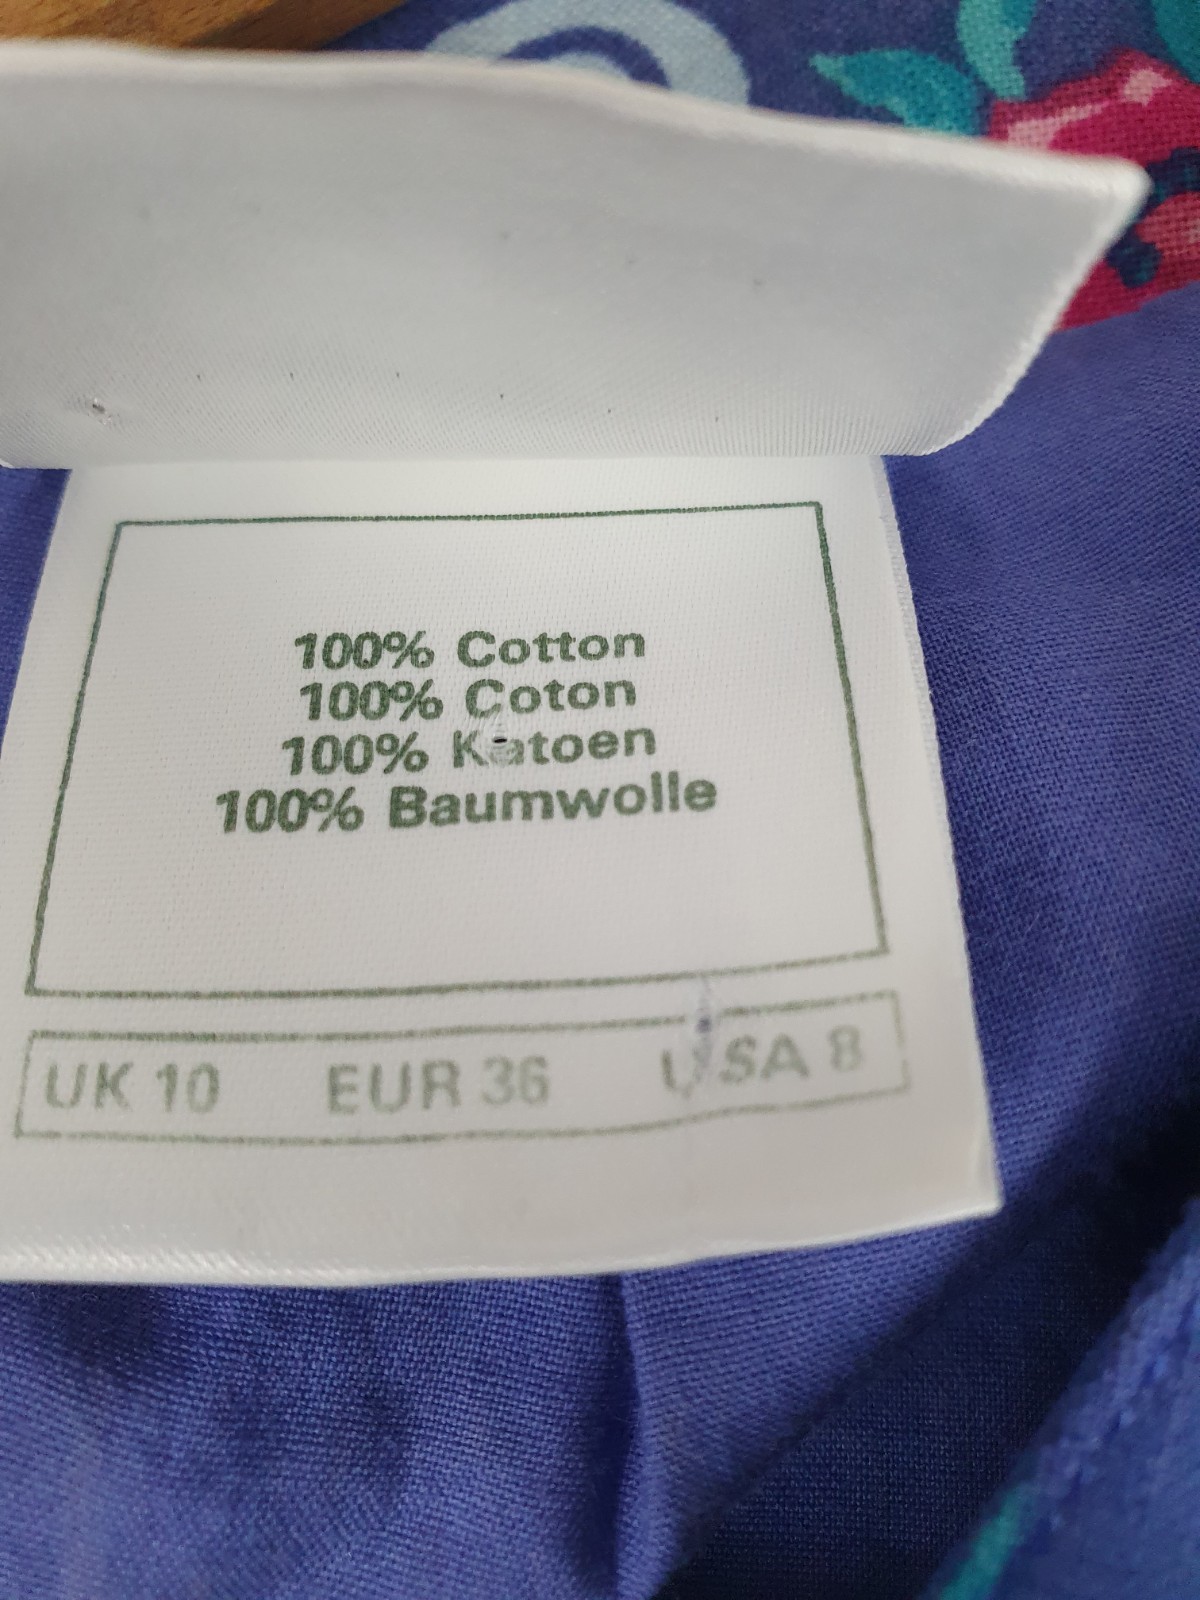 100% Cotton
100% Coton
100% Katoen
100% Baumwolle
UK 10 EUR 36 USA 8